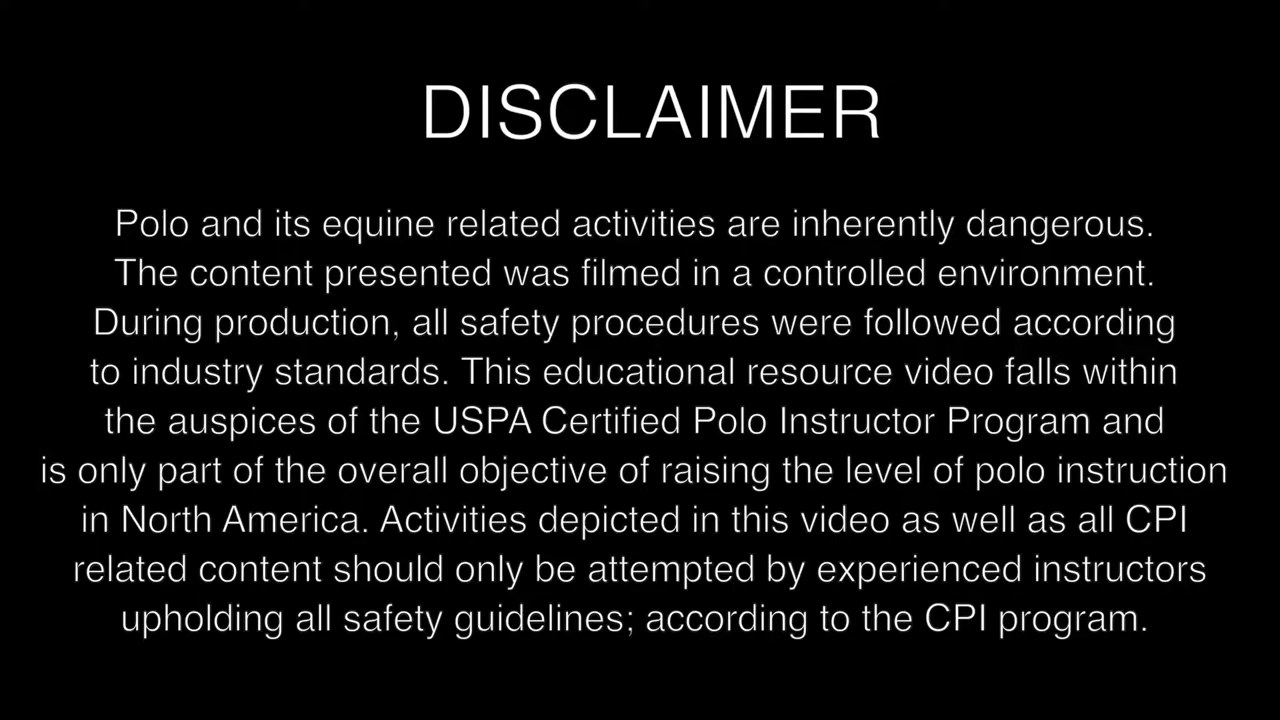 DISCLAIMER
Polo and its equine related activities are inherently dangerous.
The content presented was filmed in a controlled environment.
During production, all safety procedures were followed according
to industry standards. This educational resource video falls within
the auspices of the USPA Certified Polo Instructor Program and
is only part of the overall objective of raising the level of polo instruction
in North America. Activities depicted in this video as well as all CPI
related content should only be attempted by experienced instructors
upholding all safety guidelines; according to the CPI program.